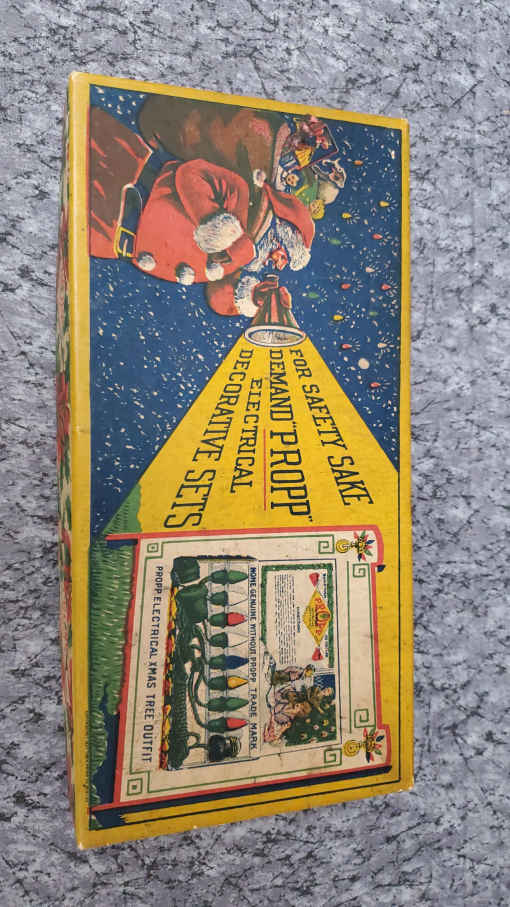 FOR SAFETY SAKE
DEMAND "PROPP"
ELECTRICAL
DECORATIVE SETS
PROPP
NONE GENUINE WITHOUT PROPP TRADE MARK
PROPP ELECTRICAL XMAS TREE OUTFIT